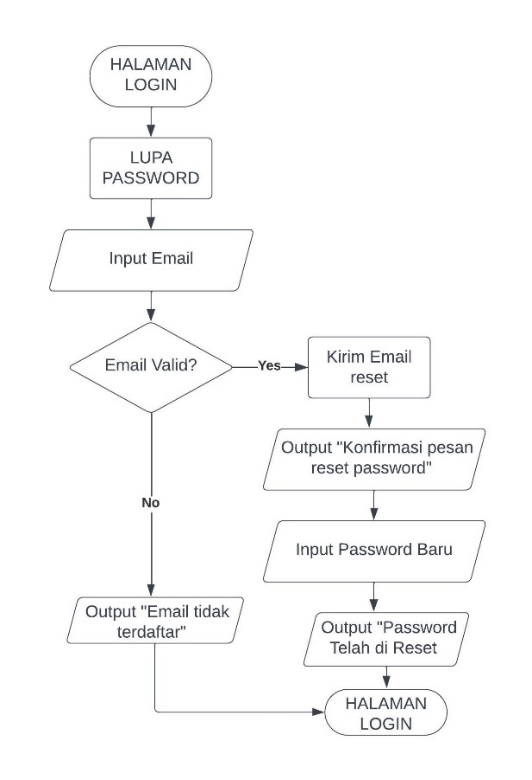 HALAMAN
LOGIN
LUPA
PASSWORD
Input Email
Email Valid?
Yes
Kirim Email
reset
Output "Konfirmasi pesan
reset password"
Input Password Baru
Output "Password
Telah di Reset
No
Output "Email tidak
terdaftar"
HALAMAN
LOGIN